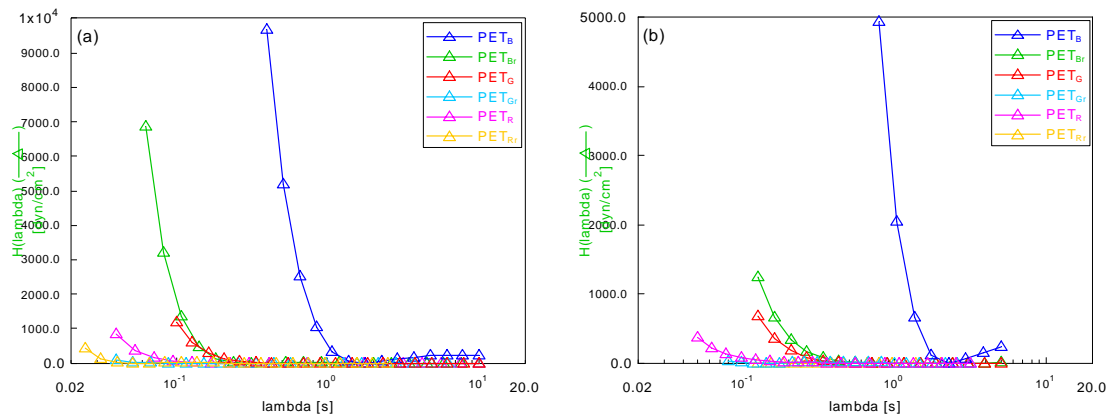 1x10⁴
(a)
9000.0
8000.0
7000.0
6000.0
5000.0
4000.0
3000.0
2000.0
1000.0
0.0
H(lambda) (—△—)
[dyn/cm²]
0.02
10⁻¹
10⁰
10¹
20.0
lambda [s]
PET_B
PET_Br
PET_G
PET_Gr
PET_R
PET_Rr
5000.0
(b)
4000.0
3000.0
2000.0
1000.0
0.0
H(lambda) (—△—)
[dyn/cm²]
0.02
10⁻¹
10⁰
10¹
20.0
lambda [s]
PET_B
PET_Br
PET_G
PET_Gr
PET_R
PET_Rr